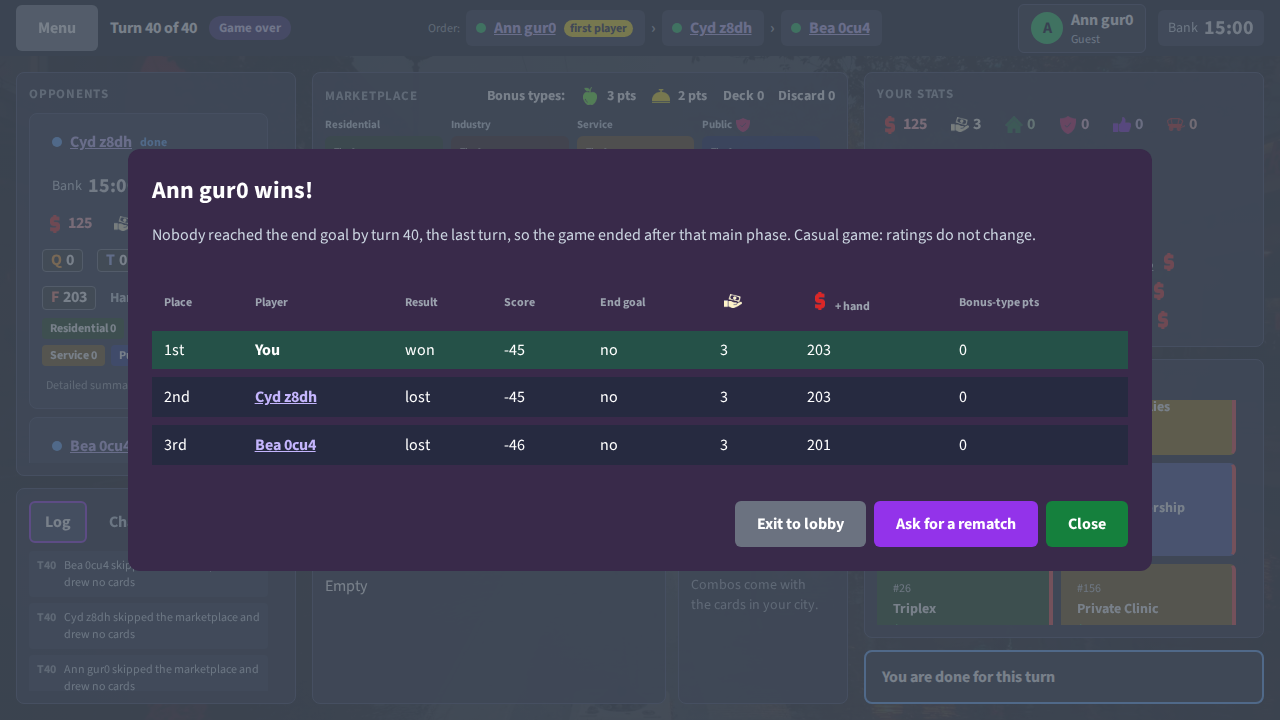 Menu
Turn 40 of 40
Game over
Order:
Ann gur0
first player
›
Cyd z8dh
›
Bea 0cu4
A
Ann gur0
Guest
Bank 15:00
OPPONENTS
Cyd z8dh done
Bank 15:0
125
Q 0
T 0
F 203
Residential 0
Service 0
Detailed summa
Bea 0cu4
MARKETPLACE
Bonus types:
3 pts
2 pts
Deck 0
Discard 0
Residential
Industry
Service
Public
YOUR STATS
125
3
0
0
0
0
Ann gur0 wins!
Nobody reached the end goal by turn 40, the last turn, so the game ended after that main phase. Casual game: ratings do not change.
Place Player Result Score End goal + hand Bonus-type pts
1st You won -45 no 3 203 0
2nd Cyd z8dh lost -45 no 3 203 0
3rd Bea 0cu4 lost -46 no 3 201 0
Exit to lobby
Ask for a rematch
Close
Log
T40 Bea 0cu4 skip
drew no cards
T40 Cyd z8dh skipped the marketplace and
drew no cards
T40 Ann gur0 skipped the marketplace and
drew no cards
Empty
Combos come with
the cards in your city.
#26
Triplex
#156
Private Clinic
You are done for this turn